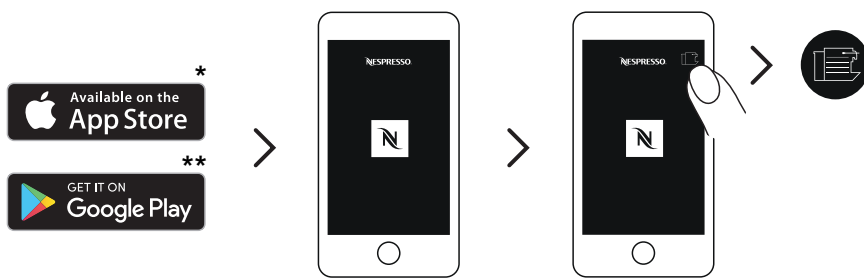 *
Available on the
App Store
**
GET IT ON
Google Play
NESPRESSO.
N
NESPRESSO.
N